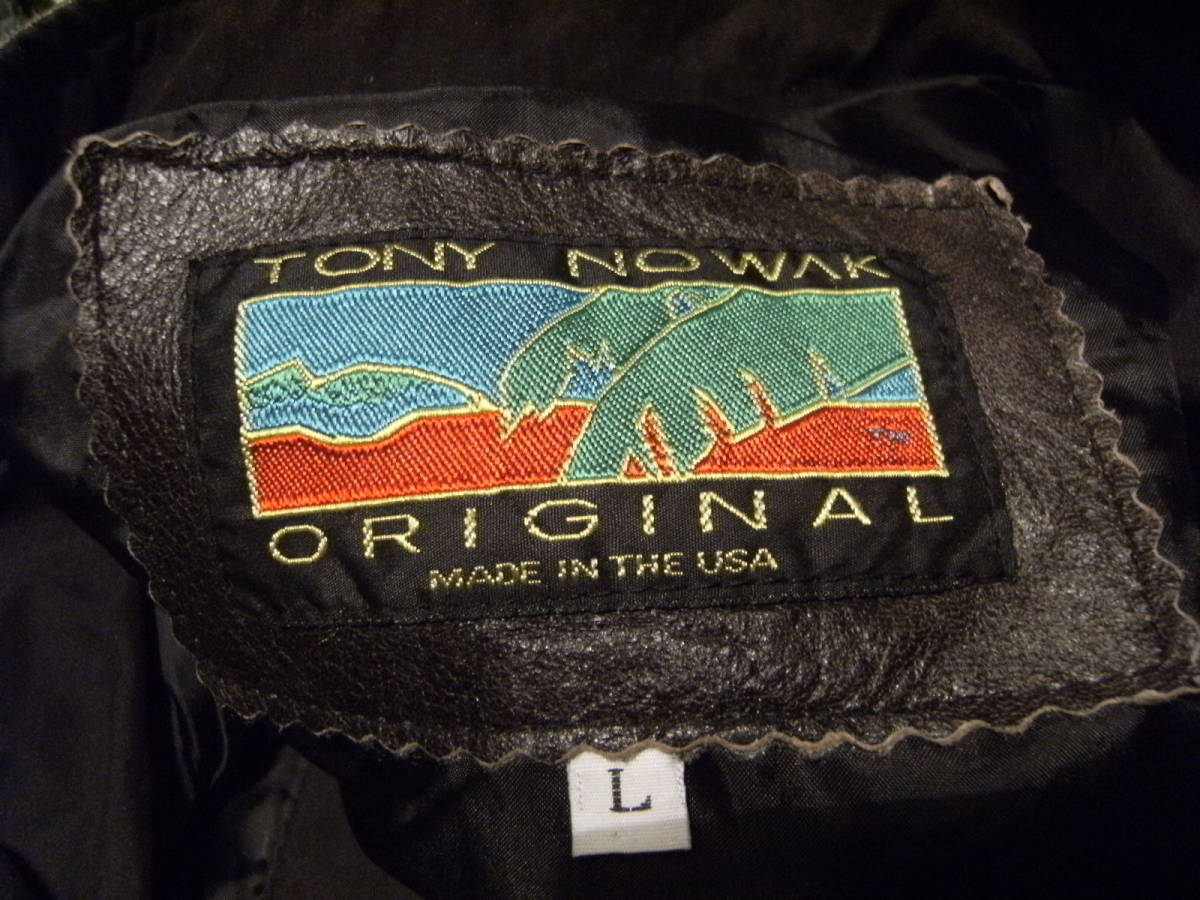 TONY NOWAK
ORIGINAL
MADE IN THE USA
L